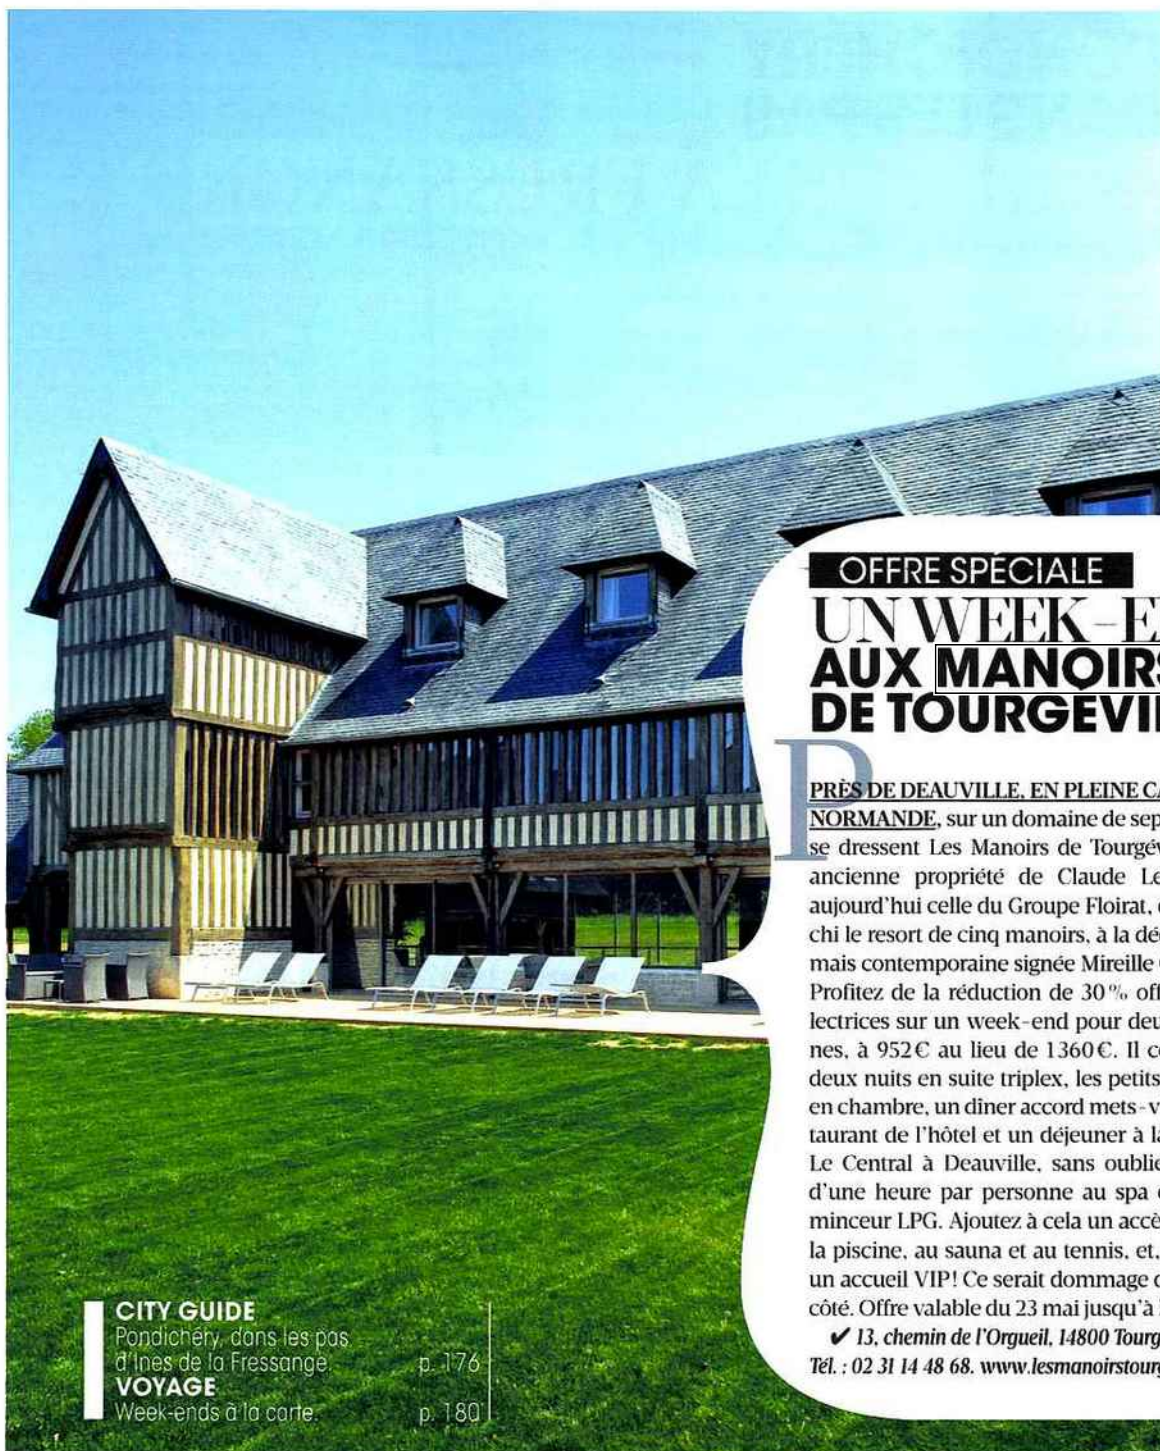 OFFRE SPÉCIALE
UN WEEK-E
AUX MANOIRS
DE TOURGÉVIL
PRÈS DE DEAUVILLE, EN PLEINE CA
NORMANDE, sur un domaine de sep
se dressent Les Manoirs de Tourgév
ancienne propriété de Claude Le
aujourd'hui celle du Groupe Floirat,
chi le resort de cinq manoirs, à la dé
mais contemporaine signée Mireille
Profitez de la réduction de 30% off
lectrices sur un week-end pour deu
nes, à 952€ au lieu de 1360€. Il co
deux nuits en suite triplex, les petits
en chambre, un dîner accord mets-v
taurant de l'hôtel et un déjeuner à la
Le Central à Deauville, sans oublie
d'une heure par personne au spa
minceur LPG. Ajoutez à cela un accè
la piscine, au sauna et au tennis, et,
un accueil VIP! Ce serait dommage
côté. Offre valable du 23 mai jusqu'à
✔ 13, chemin de l'Orgueil, 14800 Tourg
Tél. : 02 31 14 48 68. www.lesmanoirstourg
CITY GUIDE
Pondichéry, dans les pas
d'Ines de la Fressange. p. 176
VOYAGE
Week-ends à la carte. p. 180